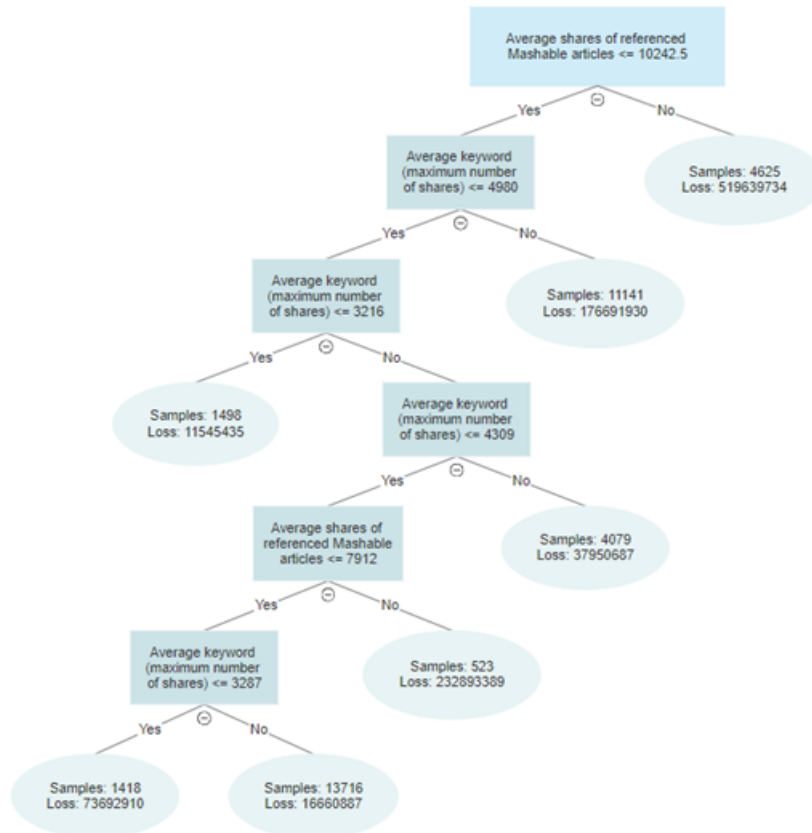 Average shares of referenced
Mashable articles <= 10242.5
Yes
No
Average keyword
(maximum number
of shares) <= 4980
Samples: 4625
Loss: 519639734
Yes
No
Average keyword
(maximum number
of shares) <= 3216
Samples: 11141
Loss: 176691930
Yes
No
Samples: 1498
Loss: 11545435
Average keyword
(maximum number
of shares) <= 4309
Yes
No
Average shares of
referenced Mashable
articles <= 7912
Samples: 4079
Loss: 37950687
Yes
No
Average keyword
(maximum number
of shares) <= 3287
Samples: 523
Loss: 232893389
Yes
No
Samples: 1418
Loss: 73692910
Samples: 13716
Loss: 16660887